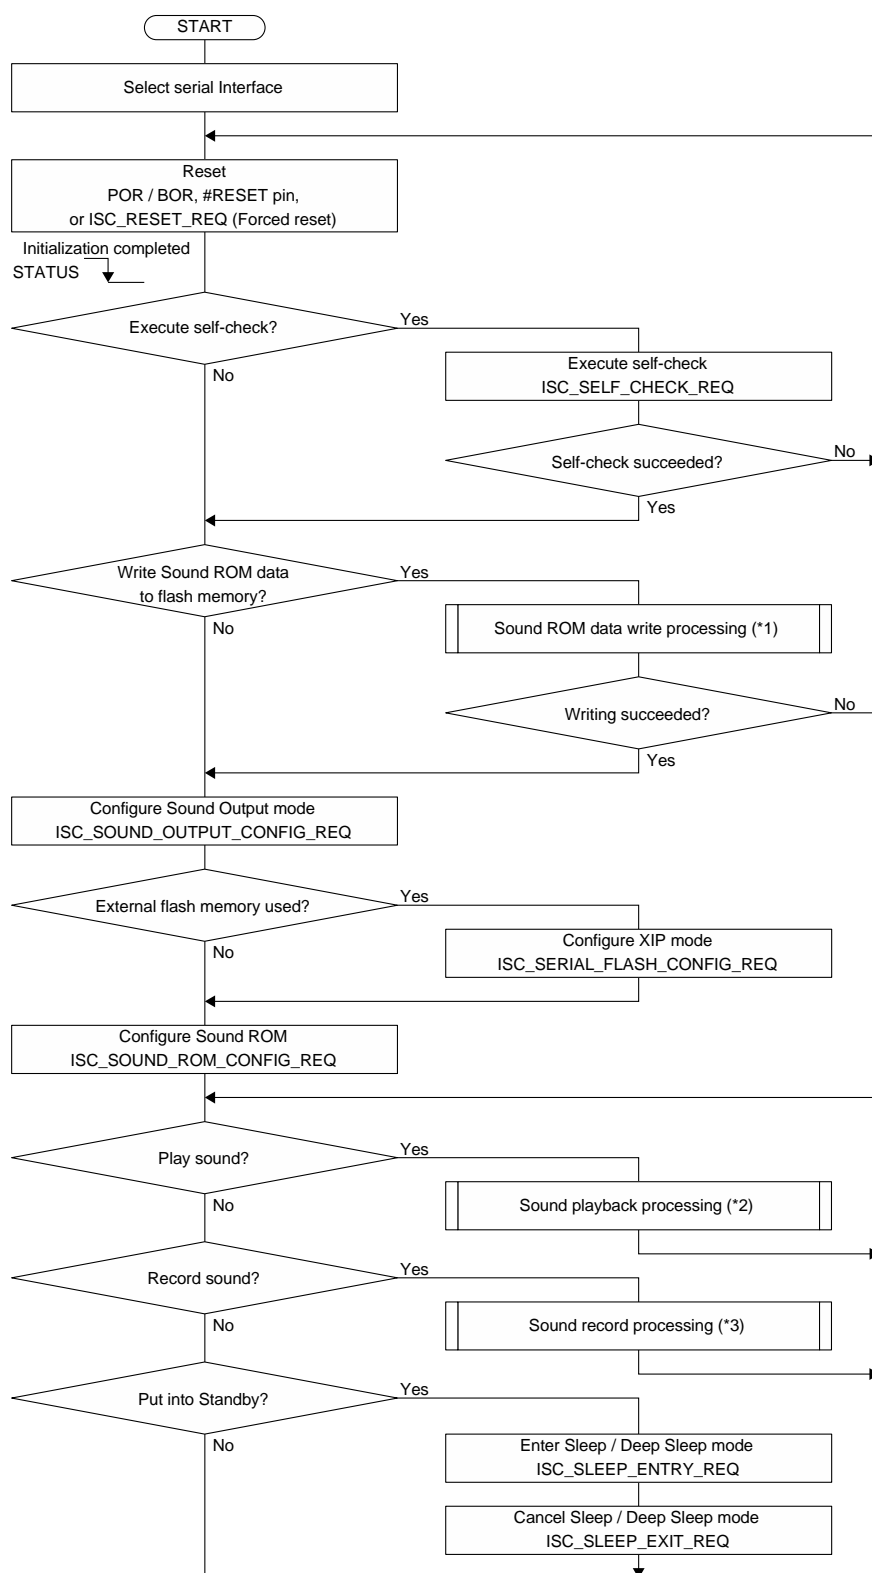 START
Select serial Interface
Reset
POR / BOR, #RESET pin,
or ISC_RESET_REQ (Forced reset)
Initialization completed
STATUS
Execute self-check?
Yes
No
Execute self-check
ISC_SELF_CHECK_REQ
Self-check succeeded?
No
Yes
Write Sound ROM data
to flash memory?
Yes
No
Sound ROM data write processing (*1)
Writing succeeded?
No
Yes
Configure Sound Output mode
ISC_SOUND_OUTPUT_CONFIG_REQ
External flash memory used?
Yes
No
Configure XIP mode
ISC_SERIAL_FLASH_CONFIG_REQ
Configure Sound ROM
ISC_SOUND_ROM_CONFIG_REQ
Play sound?
Yes
No
Sound playback processing (*2)
Record sound?
Yes
No
Sound record processing (*3)
Put into Standby?
Yes
No
Enter Sleep / Deep Sleep mode
ISC_SLEEP_ENTRY_REQ
Cancel Sleep / Deep Sleep mode
ISC_SLEEP_EXIT_REQ